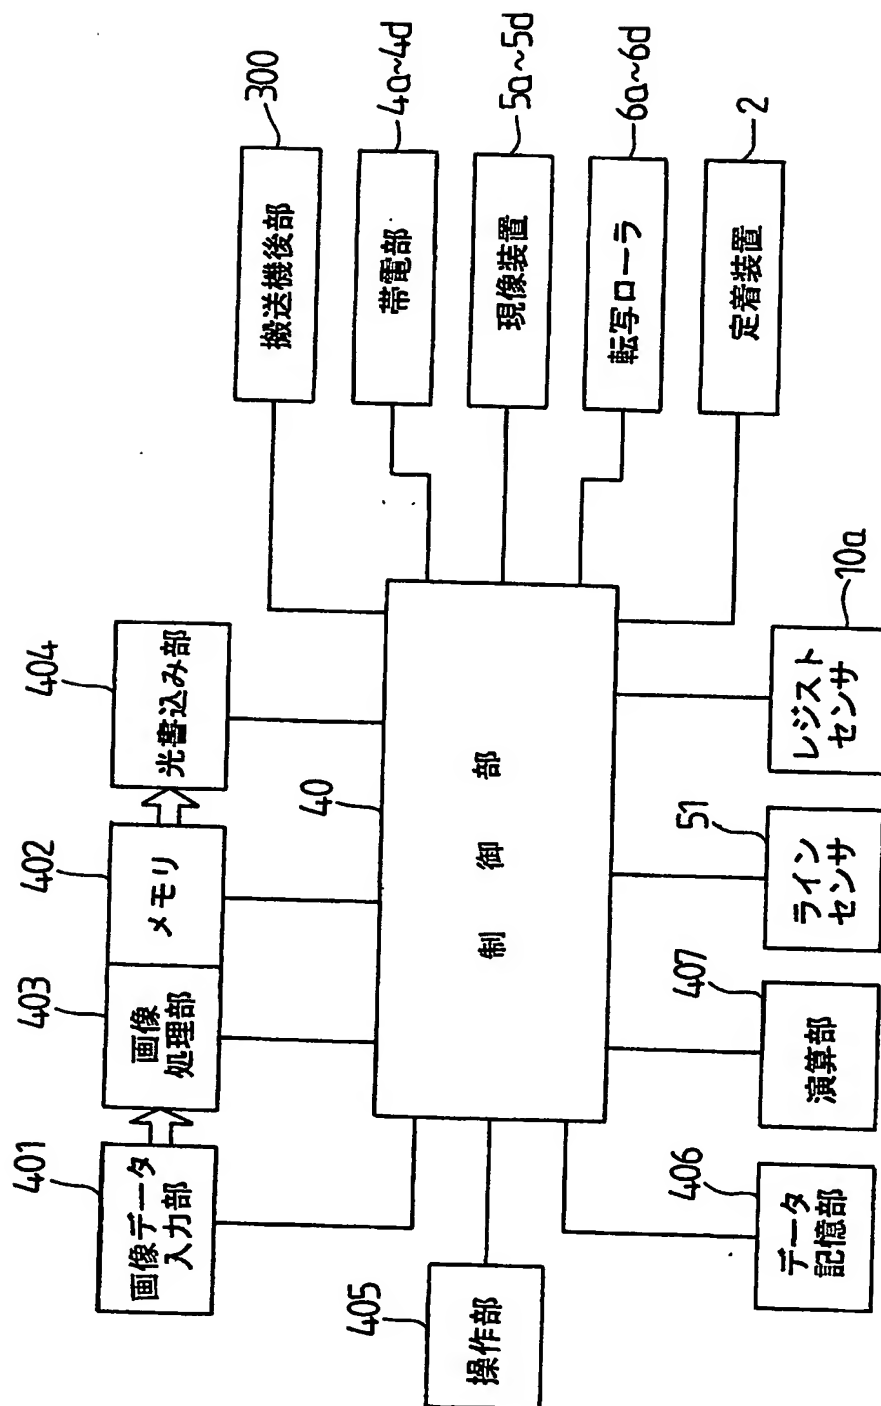 401
画像データ
入力部
403
画像
処理部
402
メモリ
404
光書込み部
300
搬送機後部
4a~4d
帯電部
5a~5d
現像装置
6a~6d
転写ローラ
2
定着装置
40
制御部
405
操作部
406
データ
記憶部
407
演算部
51
ライン
センサ
10a
レジスト
センサ